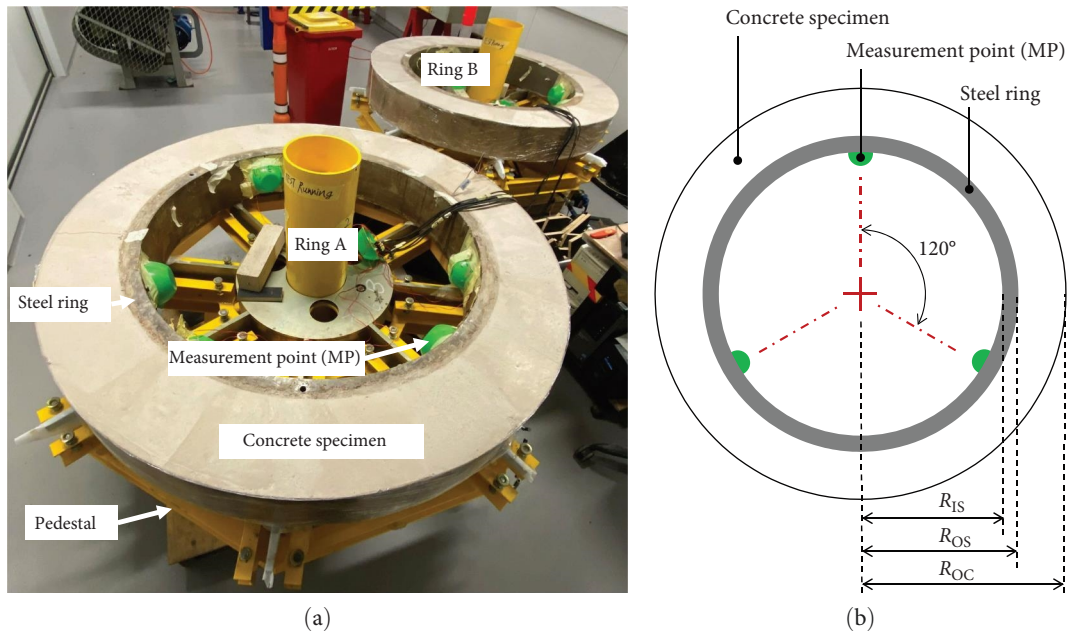 Ring B
TEST Running
Ring A
Steel ring
Measurement point (MP)
Concrete specimen
Pedestal
(a)
Concrete specimen
Measurement point (MP)
Steel ring
120°
R_IS
R_OS
R_OC
(b)